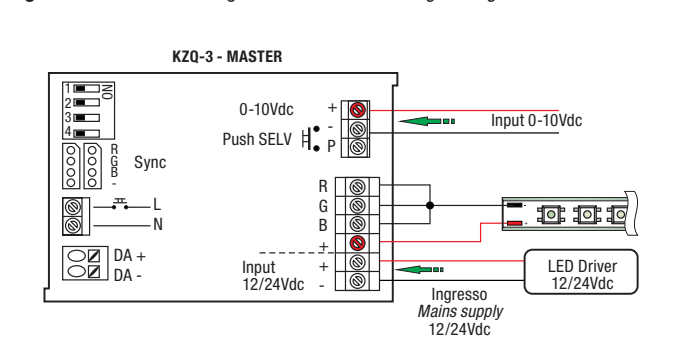 KZQ-3 - MASTER
1
2
3
4
NO
0-10Vdc
+
-
P
Push SELV
Input 0-10Vdc
R
G
B
-
Sync
L
N
R
G
B
+
DA +
DA -
Input
12/24Vdc
+
-
-
-
LED Driver
12/24Vdc
Ingresso
Mains supply
12/24Vdc